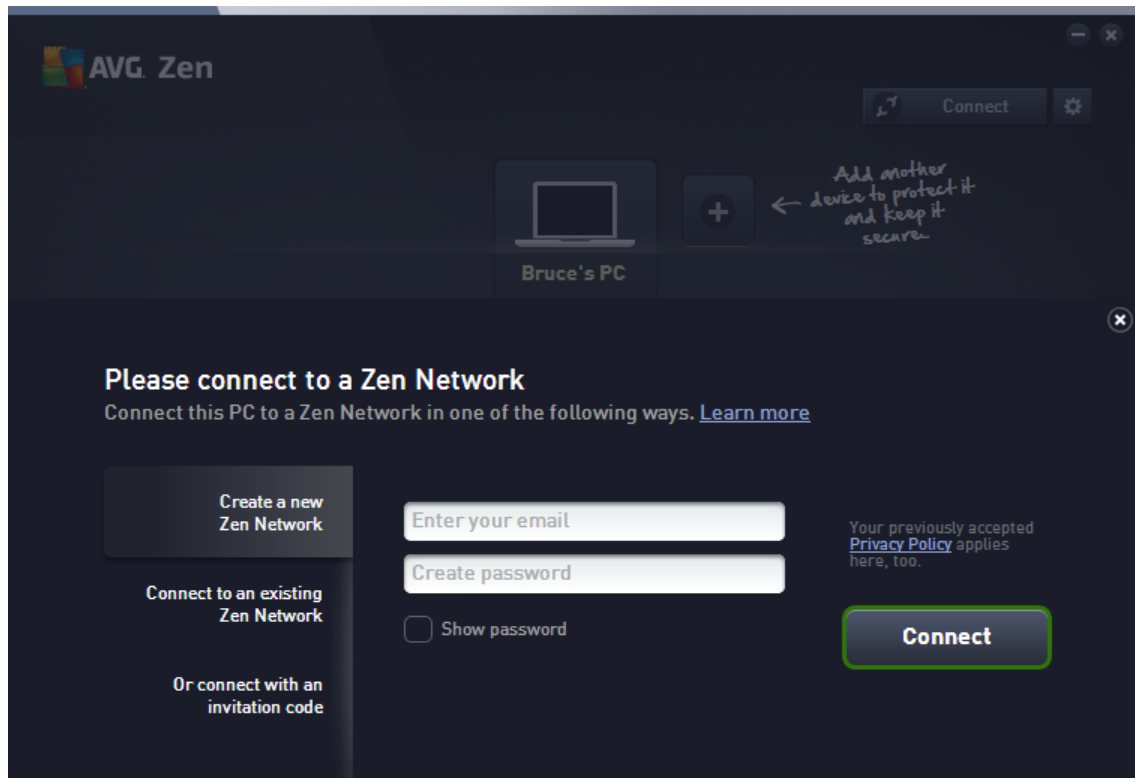 AVG. Zen
Connect
Add another
device to protect it
and keep it
secure...
Bruce's PC
Please connect to a Zen Network
Connect this PC to a Zen Network in one of the following ways. Learn more
Create a new
Zen Network
Connect to an existing
Zen Network
Or connect with an
invitation code
Enter your email
Create password
Show password
Your previously accepted
Privacy Policy applies
here, too.
Connect